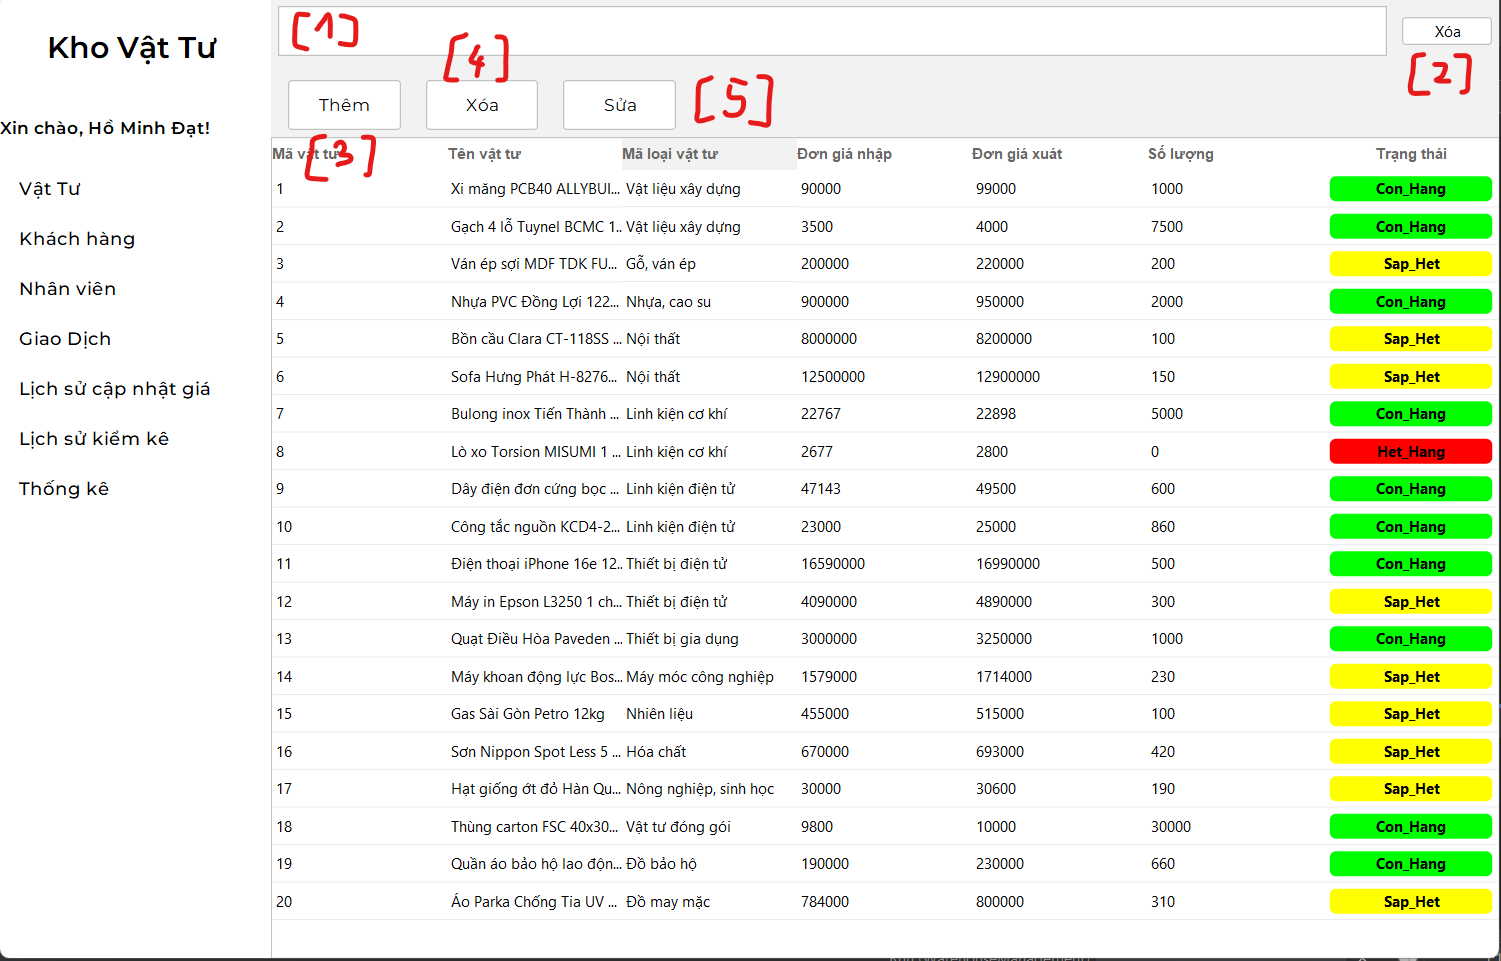 Kho Vật Tư
Xin chào, Hồ Minh Đạt!
Vật Tư
Khách hàng
Nhân viên
Giao Dịch
Lịch sử cập nhật giá
Lịch sử kiểm kê
Thống kê
[1]
Xóa
[2]
[4]
Thêm
Xóa
Sửa
[5]
[3]
Mã vật tư Tên vật tư Mã loại vật tư Đơn giá nhập Đơn giá xuát Số lượng Trạng thái
1 Xi măng PCB40 ALLYBUI... Vật liệu xây dựng 90000 99000 1000 Con_Hang
2 Gạch 4 lỗ Tuynel BCMC 1... Vật liệu xây dựng 3500 4000 7500 Con_Hang
3 Ván ép sợi MDF TDK FU... Gỗ, ván ép 200000 220000 200 Sap_Het
4 Nhựa PVC Đồng Lợi 122... Nhựa, cao su 900000 950000 2000 Con_Hang
5 Bồn cầu Clara CT-118SS ... Nội thất 8000000 8200000 100 Sap_Het
6 Sofa Hưng Phát H-8276... Nội thất 12500000 12900000 150 Sap_Het
7 Bulong inox Tiến Thành ... Linh kiện cơ khí 22767 22898 5000 Con_Hang
8 Lò xo Torsion MISUMI 1 ... Linh kiện cơ khí 2677 2800 0 Het_Hang
9 Dây điện đơn cứng bọc ... Linh kiện điện tử 47143 49500 600 Con_Hang
10 Công tắc nguồn KCD4-2... Linh kiện điện tử 23000 25000 860 Con_Hang
11 Điện thoại iPhone 16e 12... Thiết bị điện tử 16590000 16990000 500 Con_Hang
12 Máy in Epson L3250 1 ch... Thiết bị điện tử 4090000 4890000 300 Sap_Het
13 Quạt Điều Hòa Paveden ... Thiết bị gia dụng 3000000 3250000 1000 Con_Hang
14 Máy khoan động lực Bos... Máy móc công nghiệp 1579000 1714000 230 Sap_Het
15 Gas Sài Gòn Petro 12kg Nhiên liệu 455000 515000 100 Sap_Het
16 Sơn Nippon Spot Less 5 ... Hóa chất 670000 693000 420 Sap_Het
17 Hạt giống ớt đỏ Hàn Qu... Nông nghiệp, sinh học 30000 30600 190 Sap_Het
18 Thùng carton FSC 40x30... Vật tư đóng gói 9800 10000 30000 Con_Hang
19 Quần áo bảo hộ lao độn... Đồ bảo hộ 190000 230000 660 Con_Hang
20 Áo Parka Chống Tia UV ... Đồ may mặc 784000 800000 310 Sap_Het